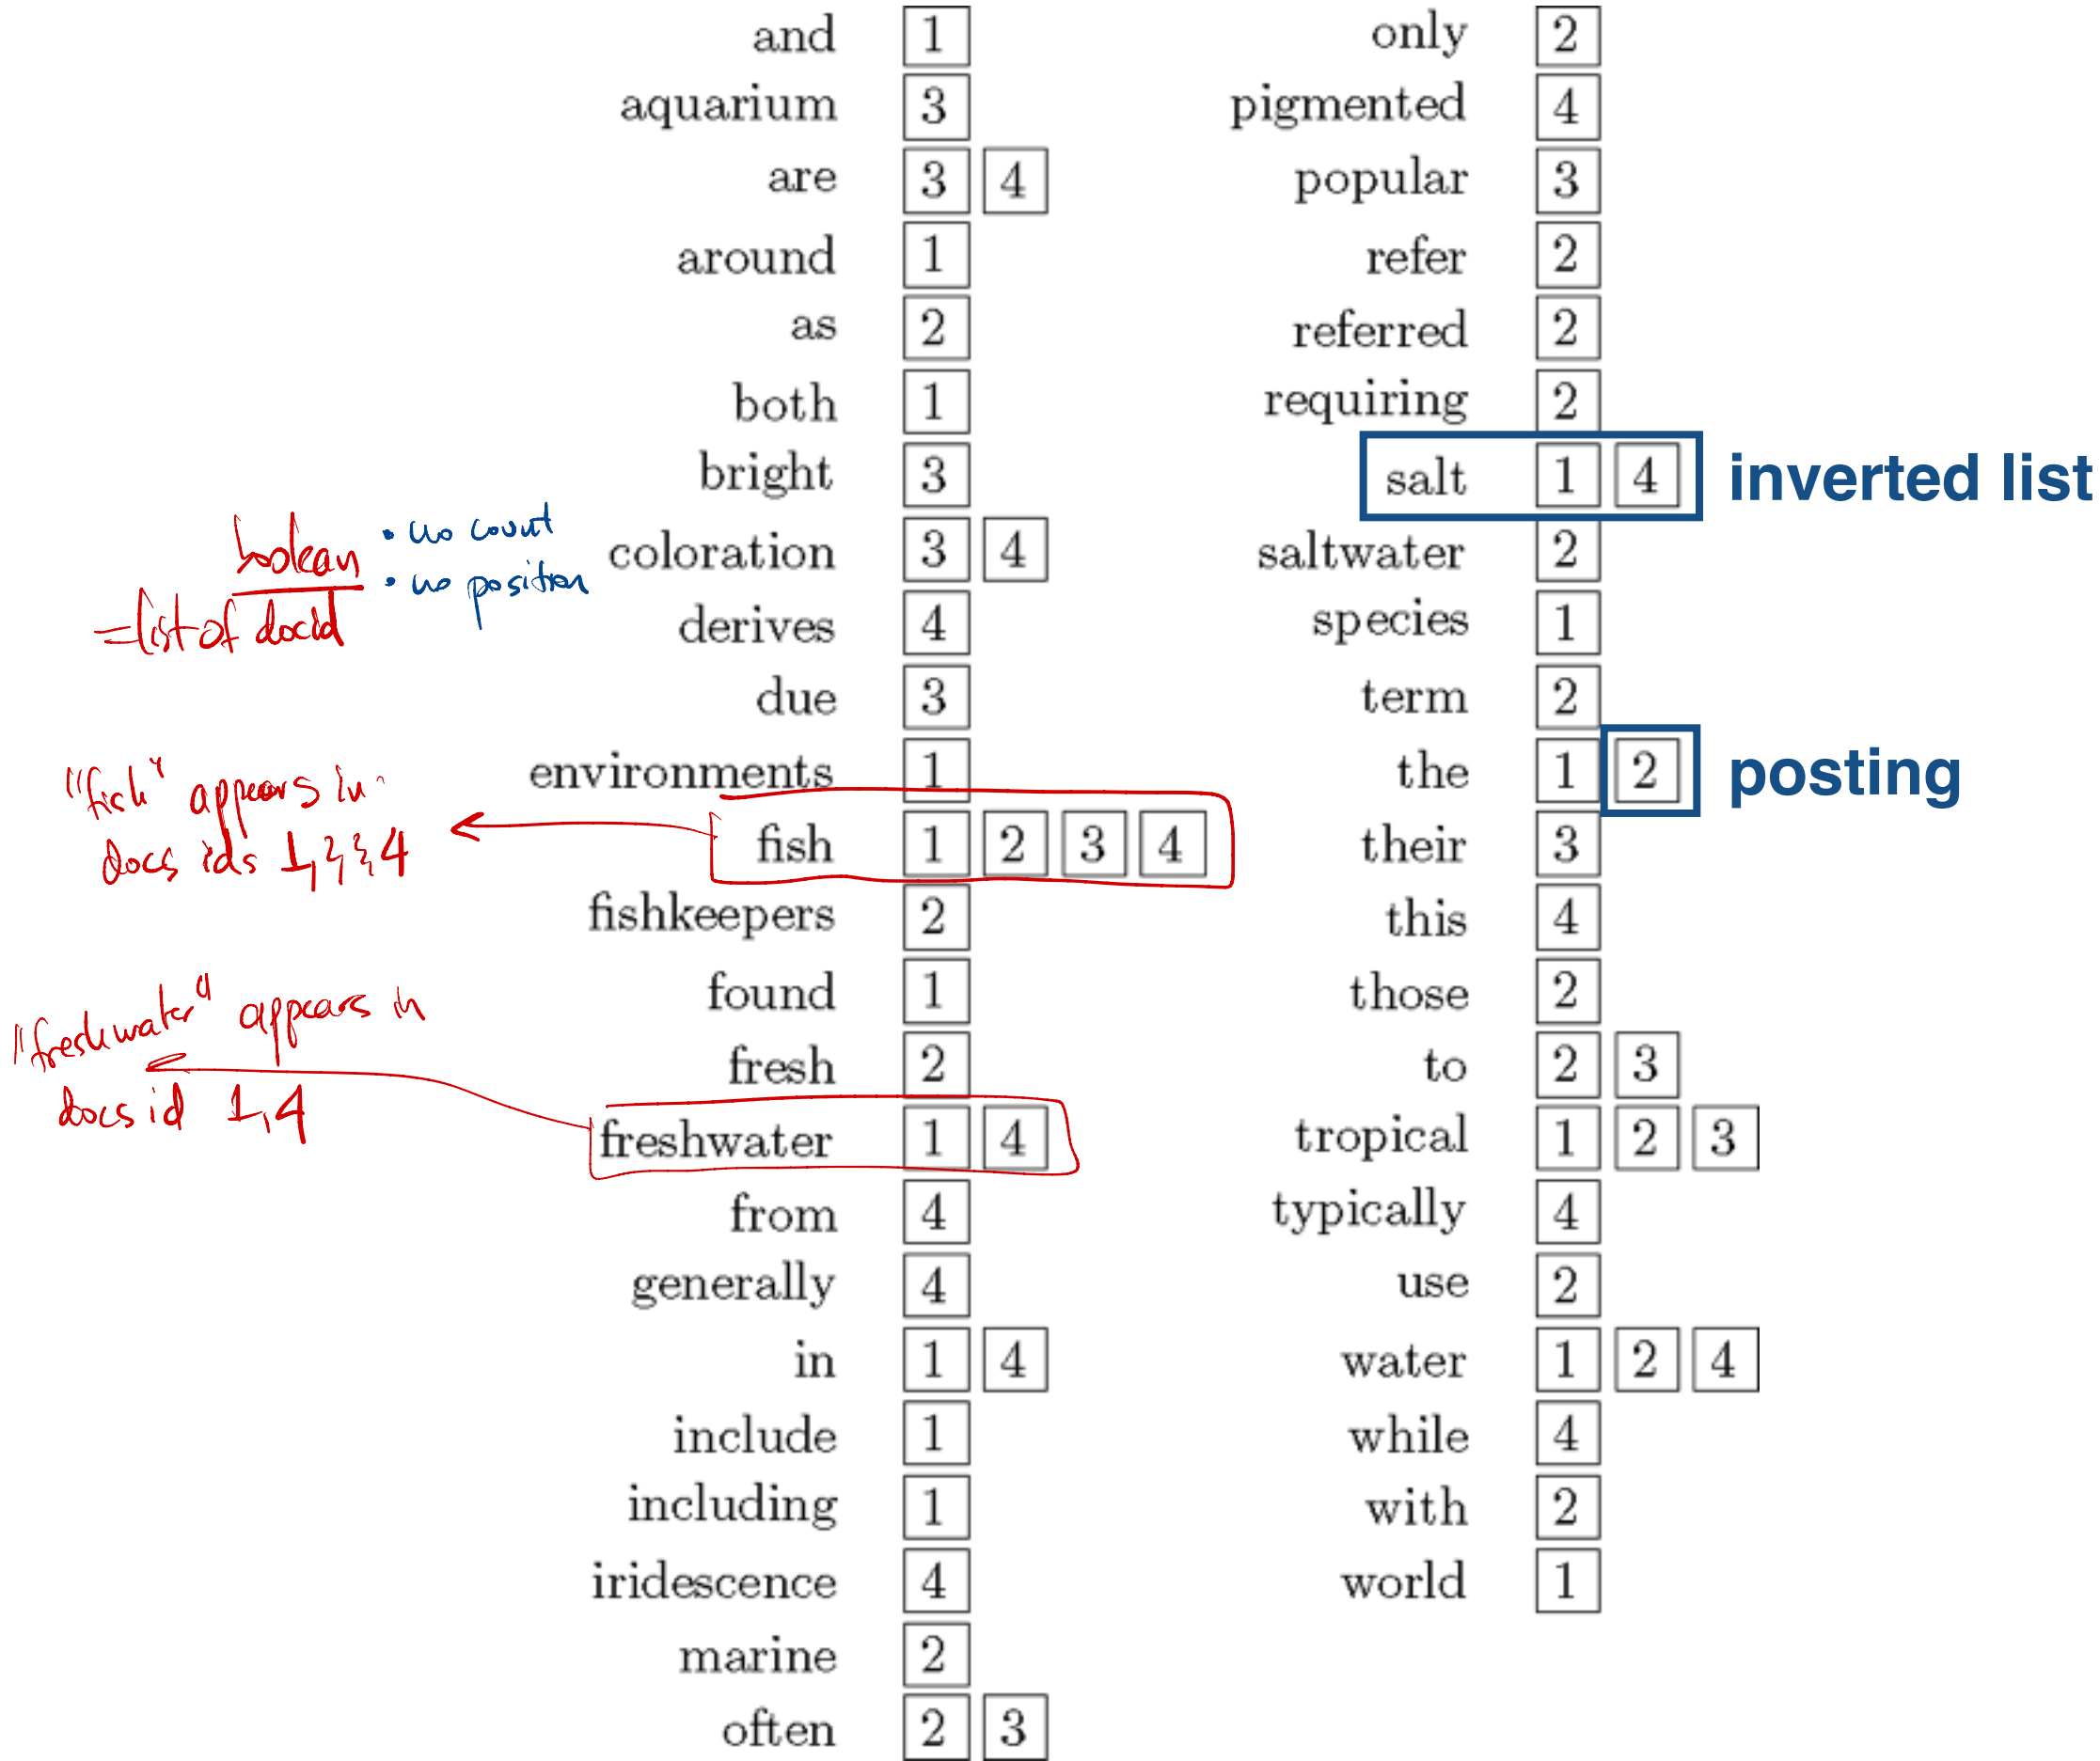 and 1
aquarium 3
are 3 4
around 1
as 2
both 1
bright 3
coloration 3 4
derives 4
due 3
environments 1
fish 1 2 3 4
fishkeepers 2
found 1
fresh 2
freshwater 1 4
from 4
generally 4
in 1 4
include 1
including 1
iridescence 4
marine 2
often 2 3
only 2
pigmented 4
popular 3
refer 2
referred 2
requiring 2
salt 1 4
inverted list
saltwater 2
species 1
term 2
the 1 2
posting
their 3
this 4
those 2
to 2 3
tropical 1 2 3
typically 4
use 2
water 1 2 4
while 4
with 2
world 1
boolean
• no count
• no position
=list of docid
"fish" appears in
docs ids 1,2,3,4
"freshwater" appears in
docs id 1,4